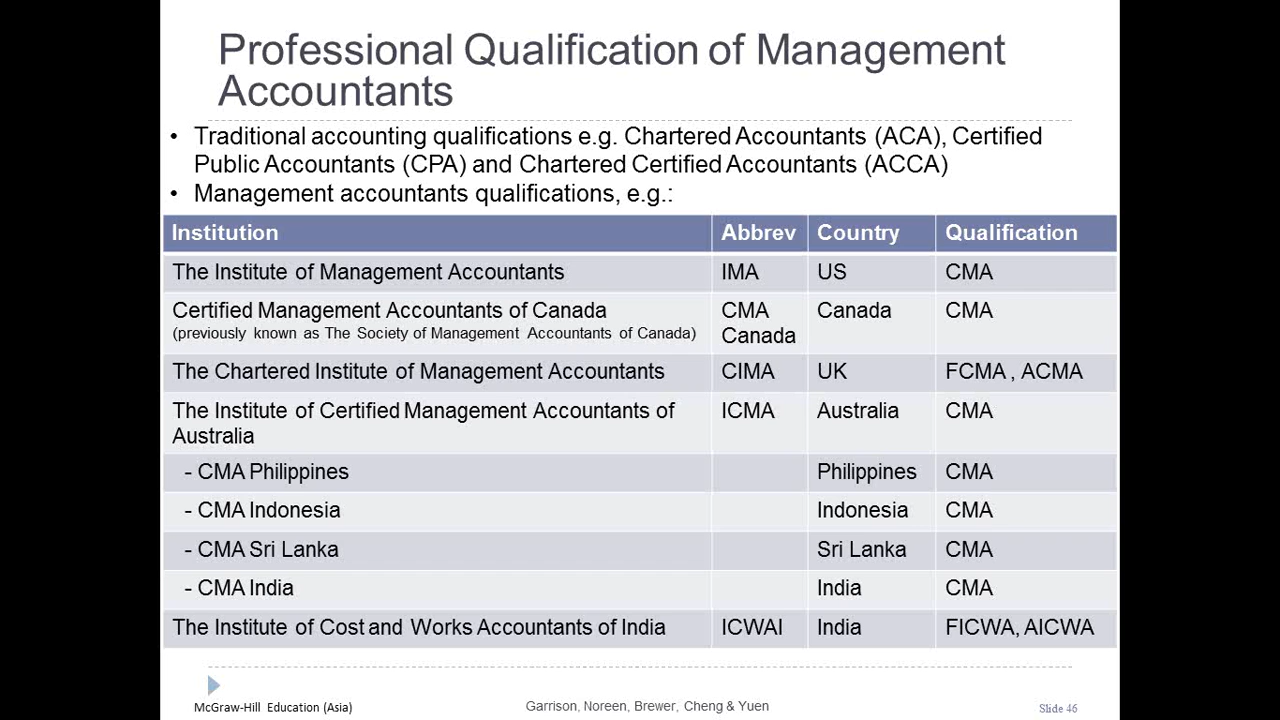 Professional Qualification of Management
Accountants
• Traditional accounting qualifications e.g. Chartered Accountants (ACA), Certified
Public Accountants (CPA) and Chartered Certified Accountants (ACCA)
• Management accountants qualifications, e.g.:
Institution Abbrev Country Qualification
The Institute of Management Accountants IMA US CMA
Certified Management Accountants of Canada CMA Canada CMA
(previously known as The Society of Management Accountants of Canada) Canada
The Chartered Institute of Management Accountants CIMA UK FCMA , ACMA
The Institute of Certified Management Accountants of ICMA Australia CMA
Australia
- CMA Philippines Philippines CMA
- CMA Indonesia Indonesia CMA
- CMA Sri Lanka Sri Lanka CMA
- CMA India India CMA
The Institute of Cost and Works Accountants of India ICWAI India FICWA, AICWA
McGraw-Hill Education (Asia) Garrison, Noreen, Brewer, Cheng & Yuen Slide 46